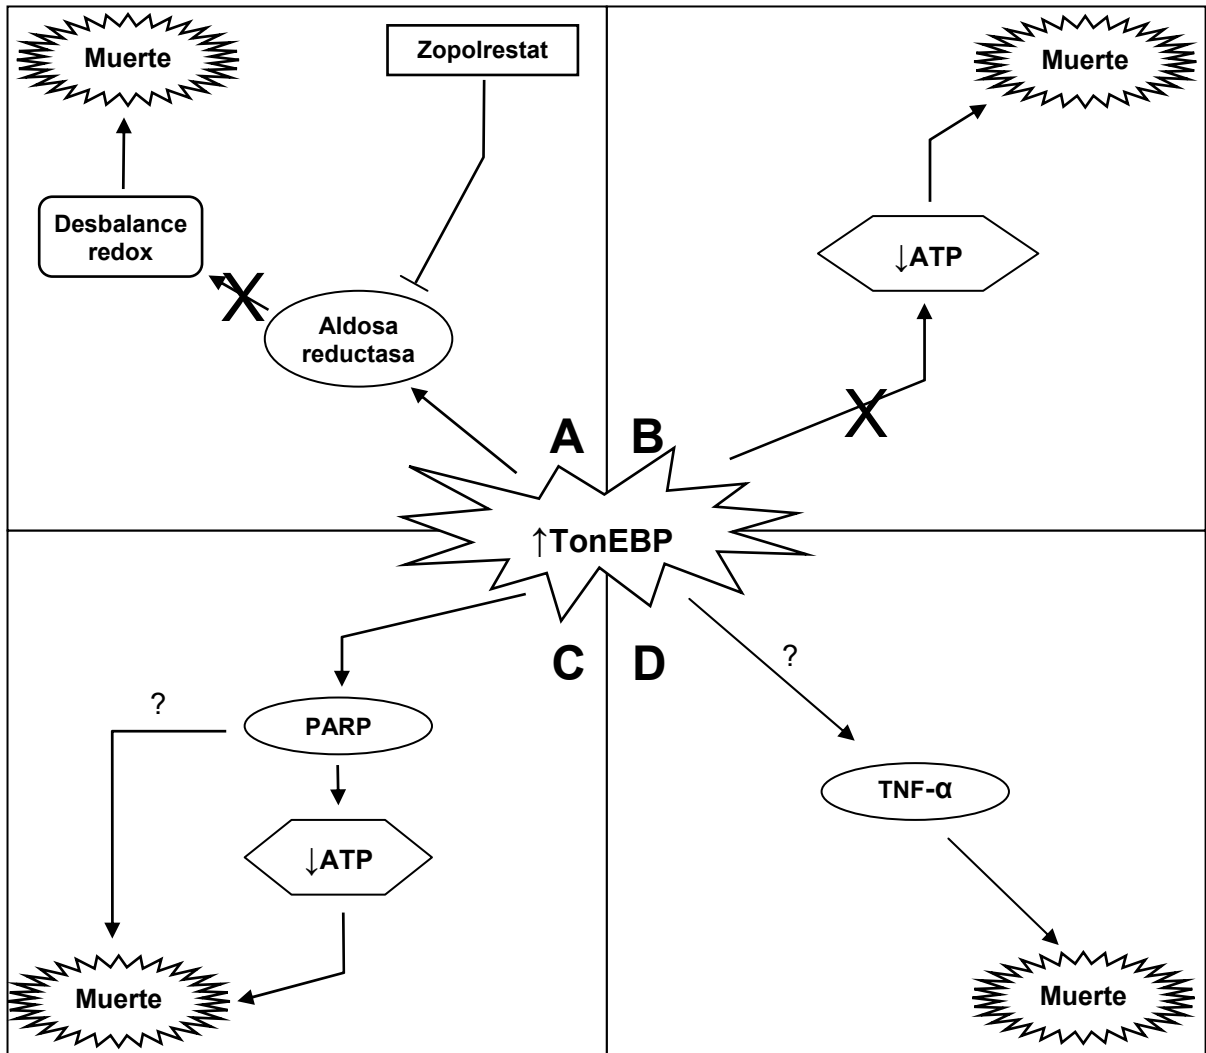 Muerte
Zopolrestat
Desbalance
redox
X
Aldosa
reductasa
A
Muerte
↓ATP
X
B
↑TonEBP
C
?
PARP
↓ATP
Muerte
D
?
TNF-α
Muerte